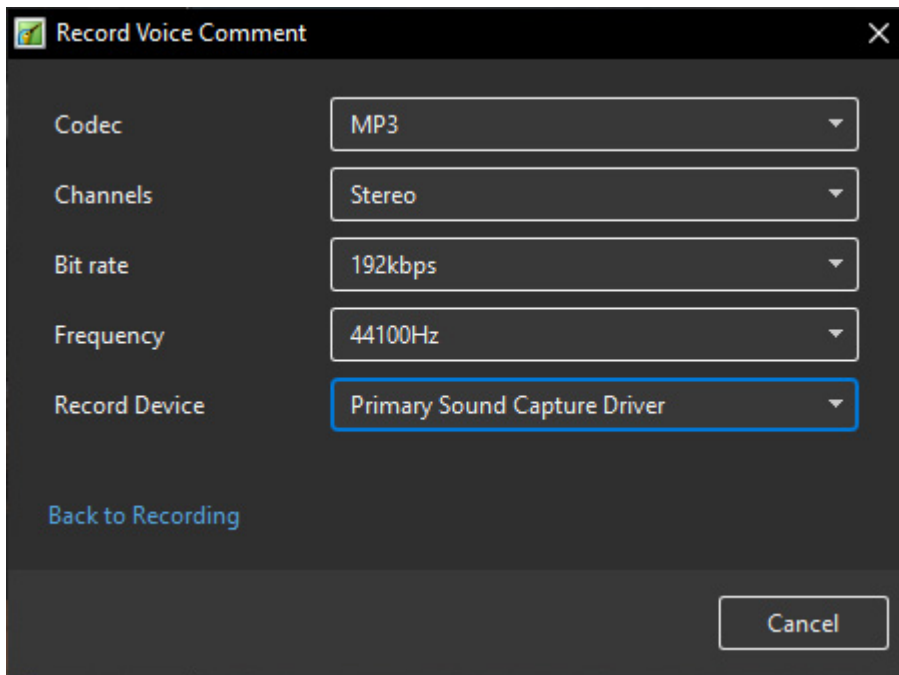 Record Voice Comment
Codec MP3
Channels Stereo
Bit rate 192kbps
Frequency 44100Hz
Record Device Primary Sound Capture Driver
Back to Recording
Cancel